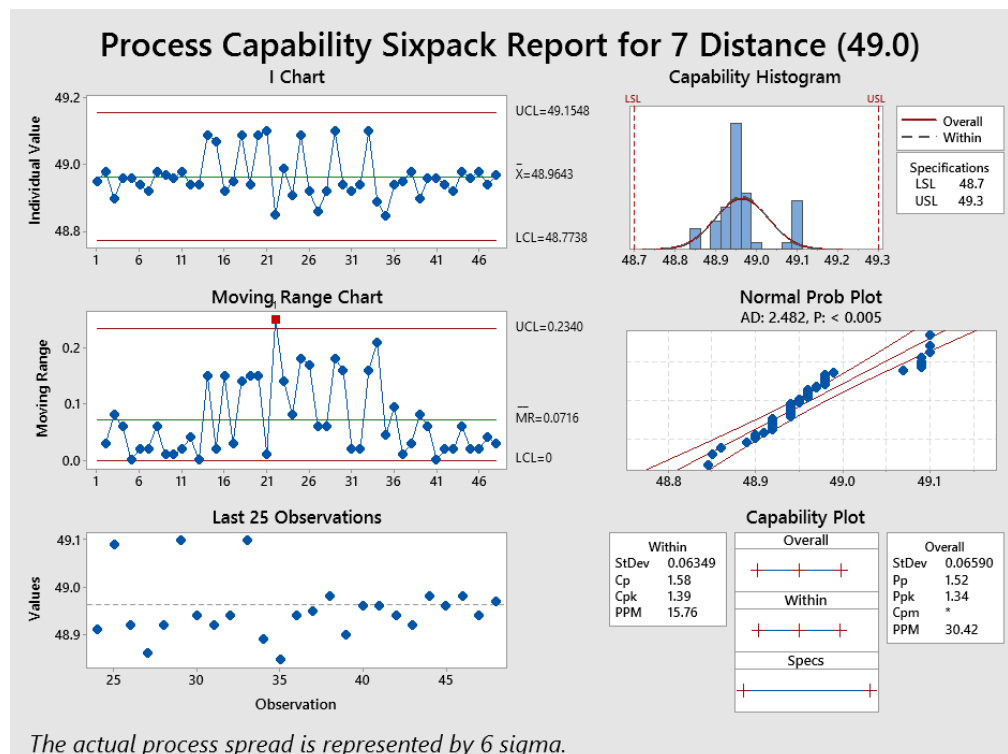 Process Capability Sixpack Report for 7 Distance (49.0)
I Chart
Individual Value
49.2
49.0
48.8
UCL=49.1548
X̅=48.9643
LCL=48.7738
1 6 11 16 21 26 31 36 41 46
Capability Histogram
LSL USL
48.7 48.8 48.9 49.0 49.1 49.2 49.3
Overall
Within
Specifications
LSL 48.7
USL 49.3
Moving Range Chart
Moving Range
0.2
0.1
0.0
1
UCL=0.2340
M̅R̅=0.0716
LCL=0
1 6 11 16 21 26 31 36 41 46
Normal Prob Plot
AD: 2.482, P: < 0.005
48.8 48.9 49.0 49.1
Last 25 Observations
Values
49.1
49.0
48.9
25 30 35 40 45
Observation
Capability Plot
Within
StDev 0.06349
Cp 1.58
Cpk 1.39
PPM 15.76
Overall
Within
Specs
Overall
StDev 0.06590
Pp 1.52
Ppk 1.34
Cpm *
PPM 30.42
The actual process spread is represented by 6 sigma.